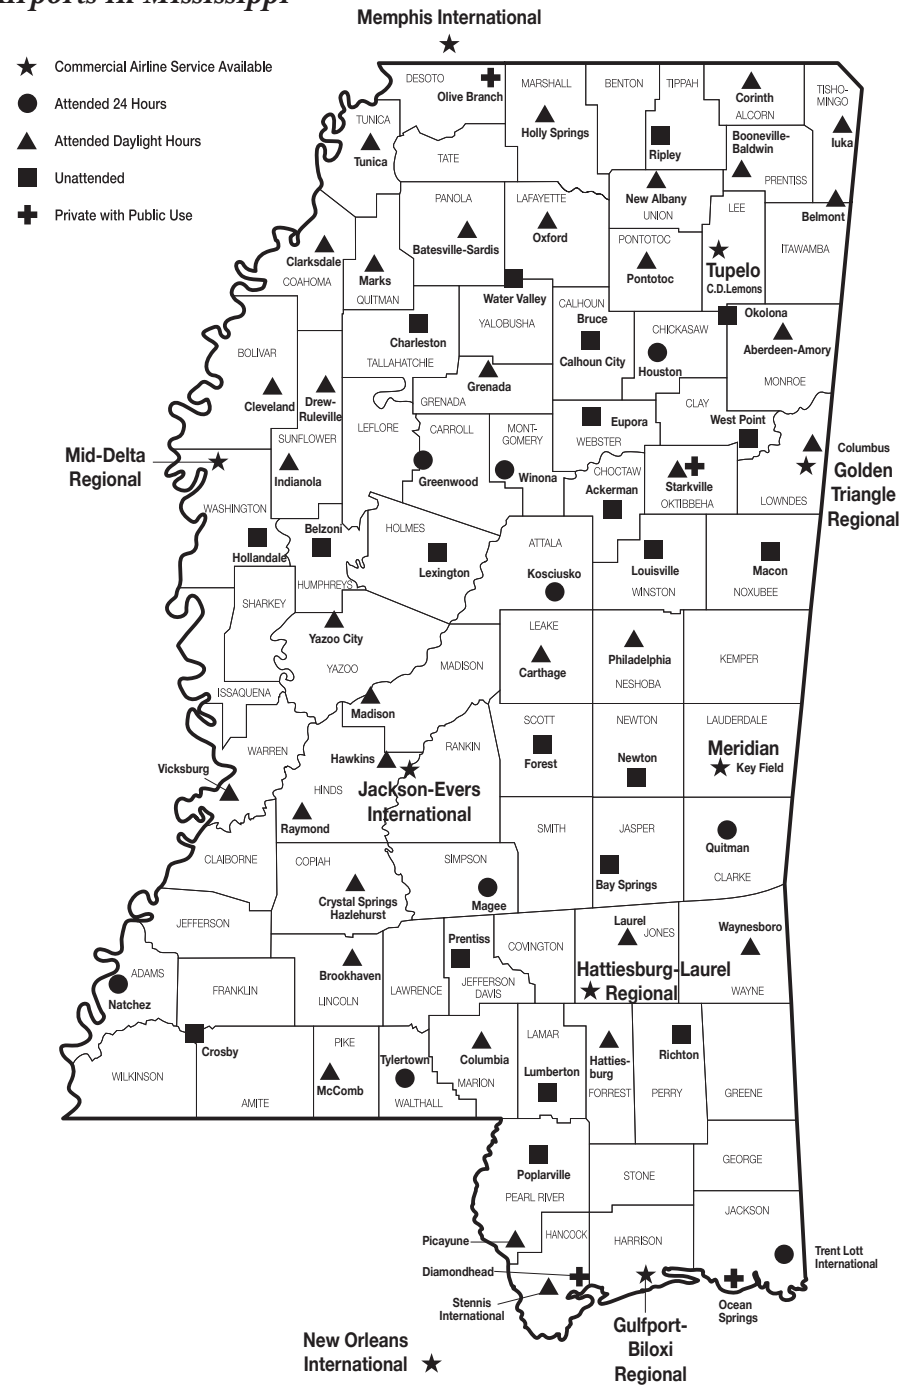 Airports in Mississippi
Memphis International
Commercial Airline Service Available
Attended 24 Hours
Attended Daylight Hours
Unattended
Private with Public Use
DESOTO
Olive Branch
MARSHALL
Holly Springs
BENTON
TIPPAH
Ripley
Corinth
ALCORN
TISHO-
MINGO
Iuka
TUNICA
Tunica
TATE
Booneville-
Baldwin
PRENTISS
Belmont
PANOLA
Batesville-Sardis
LAFAYETTE
Oxford
New Albany
UNION
LEE
ITAWAMBA
Clarksdale
COAHOMA
Marks
QUITMAN
PONTOTOC
Pontotoc
Tupelo
C.D.Lemons
Water Valley
YALOBUSHA
Charleston
TALLAHATCHIE
CALHOUN
Bruce
Calhoun City
CHICKASAW
Houston
Okolona
Aberdeen-Amory
MONROE
BOLIVAR
Cleveland
Drew-
Ruleville
SUNFLOWER
Indianola
LEFLORE
Grenada
GRENADA
CARROLL
Greenwood
MONT-
GOMERY
Winona
Eupora
WEBSTER
CLAY
West Point
Mid-Delta
Regional
CHOCTAW
Ackerman
Starkville
OKTIBBEHA
Columbus
Golden
Triangle
Regional
LOWNDES
WASHINGTON
Hollandale
Belzoni
HUMPHREYS
HOLMES
Lexington
ATTALA
Kosciusko
Louisville
WINSTON
Macon
NOXUBEE
SHARKEY
Yazoo City
YAZOO
ISSAQUENA
MADISON
Madison
LEAKE
Carthage
Philadelphia
NESHOBA
KEMPER
WARREN
Vicksburg
Hawkins
HINDS
Raymond
Jackson-Evers
International
RANKIN
SCOTT
Forest
NEWTON
Newton
LAUDERDALE
Meridian
Key Field
CLAIBORNE
COPIAH
Crystal Springs
Hazlehurst
SIMPSON
Magee
SMITH
JASPER
Bay Springs
Quitman
CLARKE
JEFFERSON
ADAMS
Natchez
FRANKLIN
Brookhaven
LINCOLN
LAWRENCE
Prentiss
JEFFERSON
DAVIS
COVINGTON
Laurel
JONES
Hattiesburg-Laurel
Regional
Waynesboro
WAYNE
WILKINSON
Crosby
AMITE
PIKE
McComb
Tylertown
WALTHALL
Columbia
MARION
LAMAR
Lumberton
Hatties-
burg
FORREST
Richton
PERRY
GREENE
Poplarville
PEARL RIVER
STONE
GEORGE
Picayune
HANCOCK
HARRISON
JACKSON
Trent Lott
International
Diamondhead
Stennis
International
Ocean
Springs
Gulfport-
Biloxi
Regional
New Orleans
International